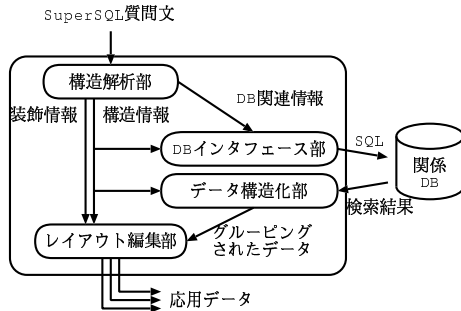 SuperSQL質問文
構造解析部
装飾情報
構造情報
DB関連情報
DBインタフェース部
SQL
関係
DB
データ構造化部
検索結果
グルーピング
されたデータ
レイアウト編集部
応用データ